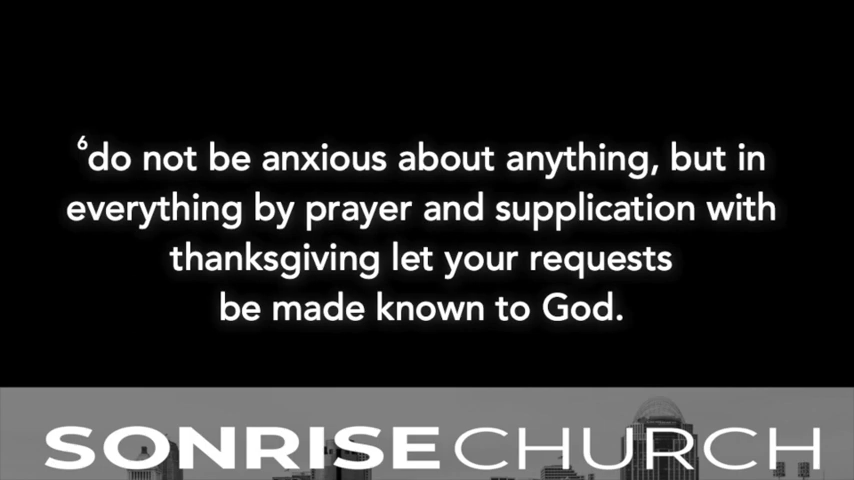 ⁶do not be anxious about anything, but in
everything by prayer and supplication with
thanksgiving let your requests
be made known to God.
SONRISECHURCH